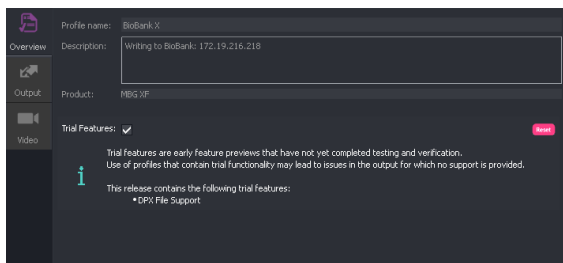 Profile name: BioBank X
Overview Description: Writing to BioBank: 172.19.216.218
Output Product: MBG XF
Video
Trial Features: Reset
Trial features are early feature previews that have not yet completed testing and verification.
Use of profiles that contain trial functionality may lead to issues in the output for which no support is provided.
This release contains the following trial features:
•DPX File Support